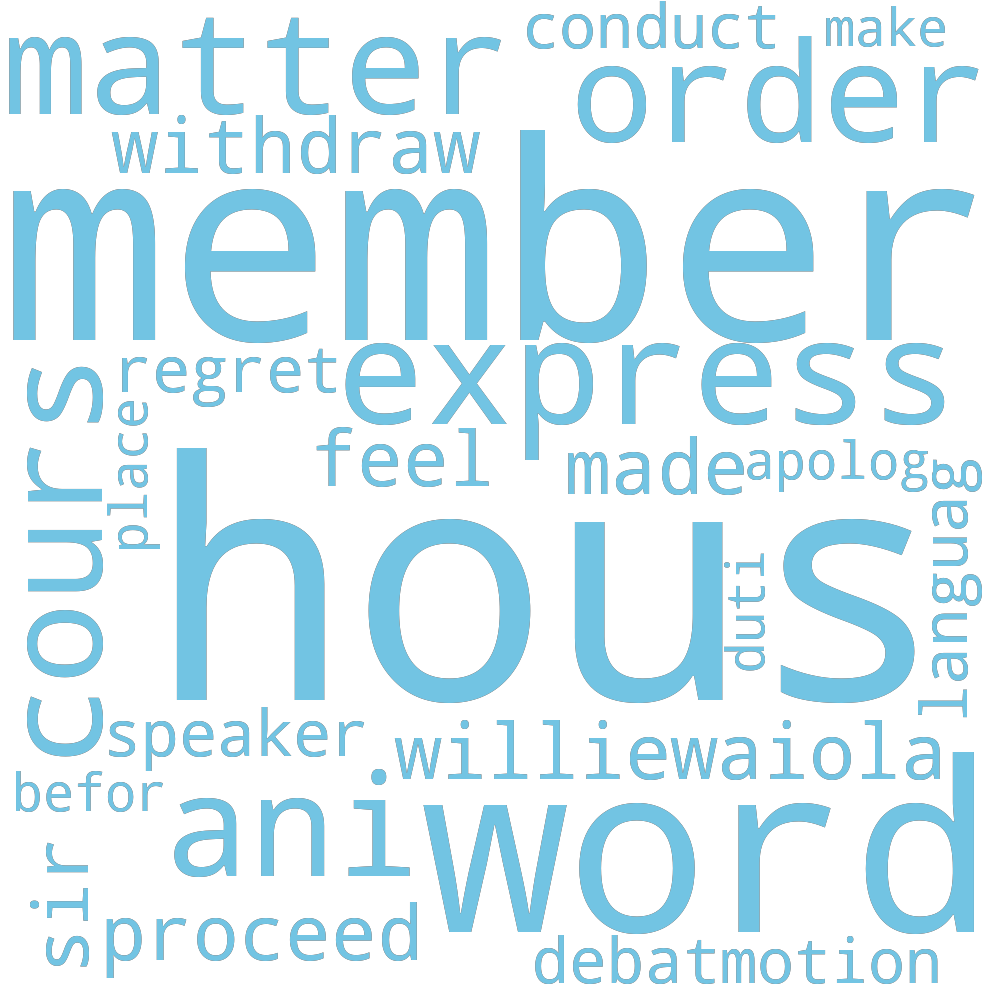 matter
conduct
make
order
withdraw
member
regret
express
cours
place
feel
made
apolog
languag
hous
duti
speaker
williewaiola
befor
ani
word
sir
proceed
debatmotion